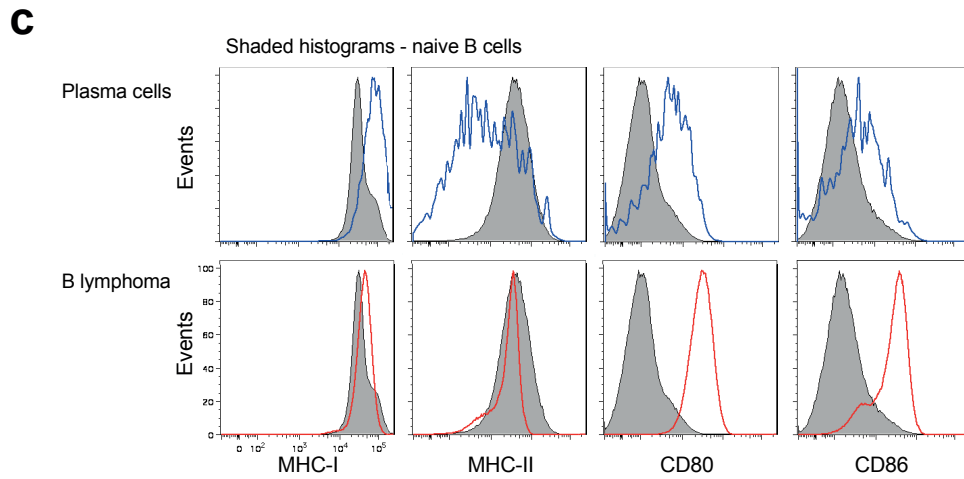 c
Shaded histograms - naive B cells
Plasma cells
Events
B lymphoma
Events
100
80
60
40
20
0
0 10² 10³ 10⁴ 10⁵
MHC-I MHC-II CD80 CD86